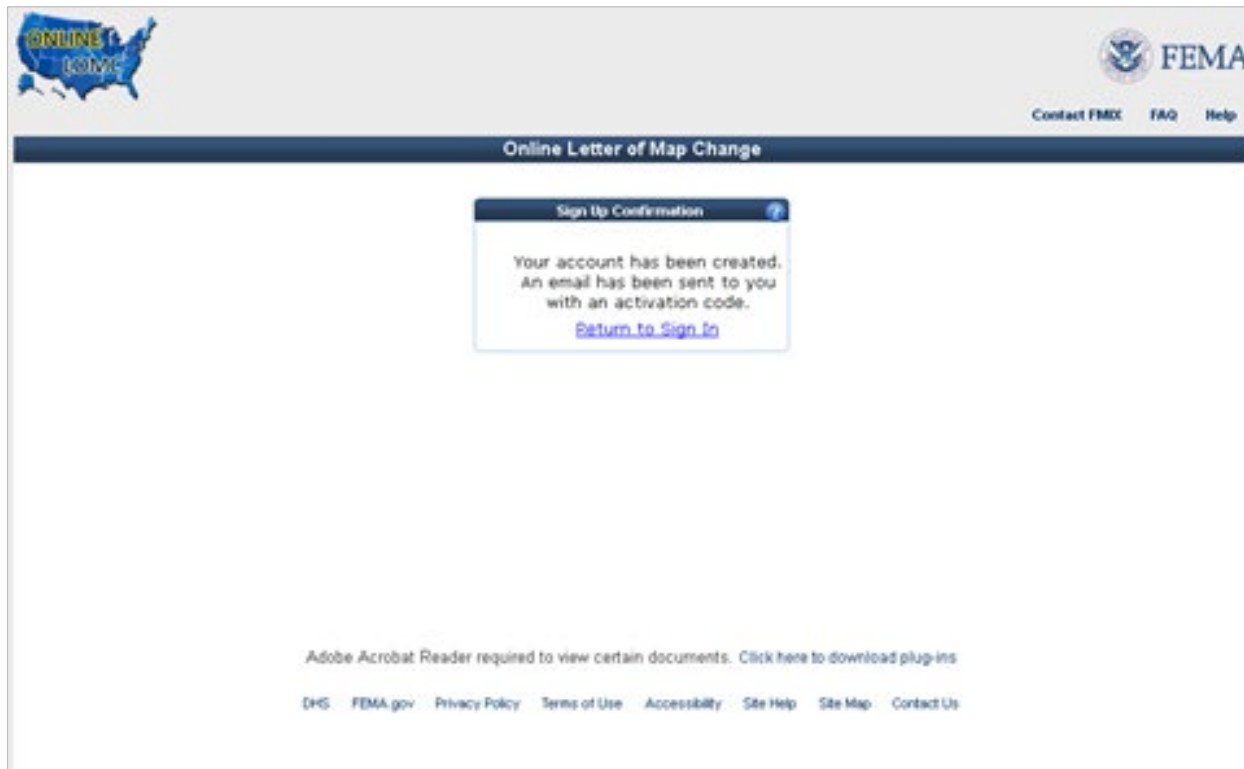 ONLINE
LOMC
FEMA
Contact FMIX FAQ Help
Online Letter of Map Change
Sign Up Confirmation ?
Your account has been created.
An email has been sent to you
with an activation code.
Return to Sign In
Adobe Acrobat Reader required to view certain documents. Click here to download plug-ins
DHS FEMA.gov Privacy Policy Terms of Use Accessibility Site Help Site Map Contact Us